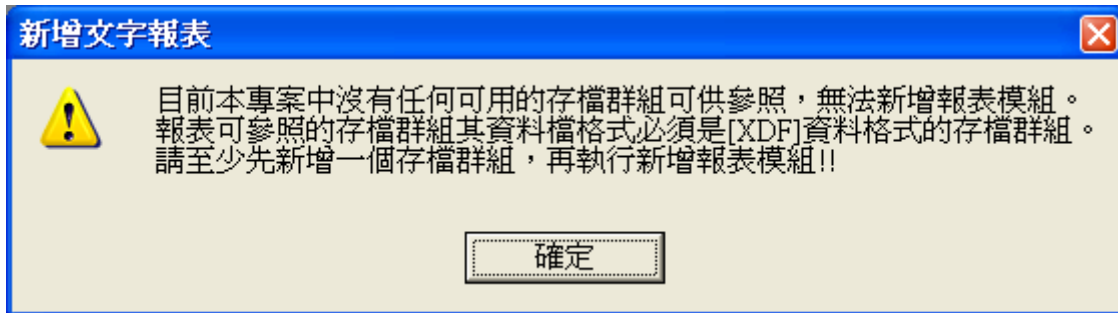 新增文字報表
目前本專案中沒有任何可用的存檔群組可供參照，無法新增報表模組。
報表可參照的存檔群組其資料檔格式必須是[XDF]資料格式的存檔群組。
請至少先新增一個存檔群組，再執行新增報表模組!!
確定